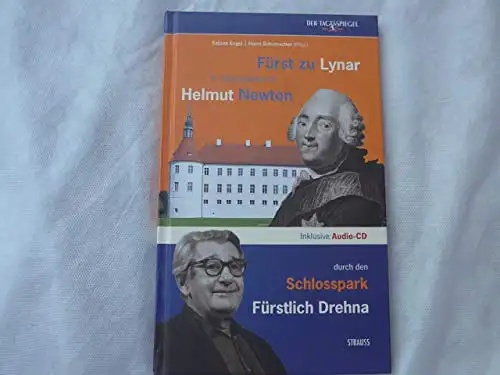 DER TAGESSPIEGEL
Sabine Engel | Horst Schumacher (Hrsg.)
Fürst zu Lynar
Helmut Newton
Inklusive Audio-CD
durch den
Schlosspark
Fürstlich Drehna
STRAUSS